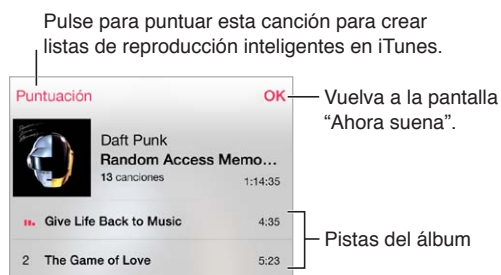 Pulse para puntuar esta canción para crear
listas de reproducción inteligentes en iTunes.
Puntuación
OK
Vuelva a la pantalla
“Ahora suena”.
Daft Punk
Random Access Memo...
13 canciones
1:14:35
Give Life Back to Music
4:35
Pistas del álbum
2
The Game of Love
5:23